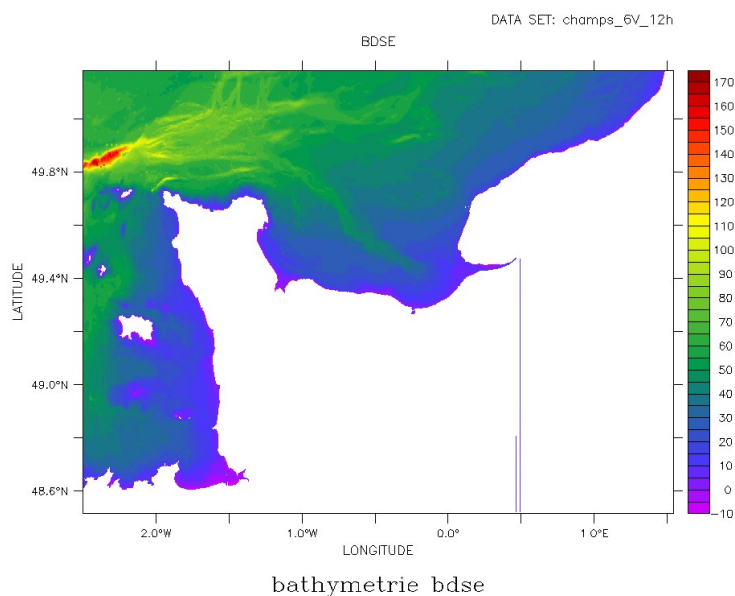 DATA SET: champs_6V_12h
BDSE
170
160
150
140
130
120
110
100
90
80
70
60
50
40
30
20
10
0
-10
49.8°N
49.4°N
49.0°N
48.6°N
LATITUDE
2.0°W
1.0°W
0.0°
1.0°E
LONGITUDE
bathymetrie bdse